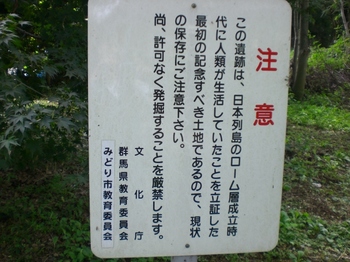 注意
この遺跡は、日本列島のローム層成立時
代に人類が生活していたことを立証した
最初の記念すべき土地であるので、現状
の保存にご注意下さい。
尚、許可なく発掘することを厳禁します。
文化庁
群馬県教育委員会
みどり市教育委員会